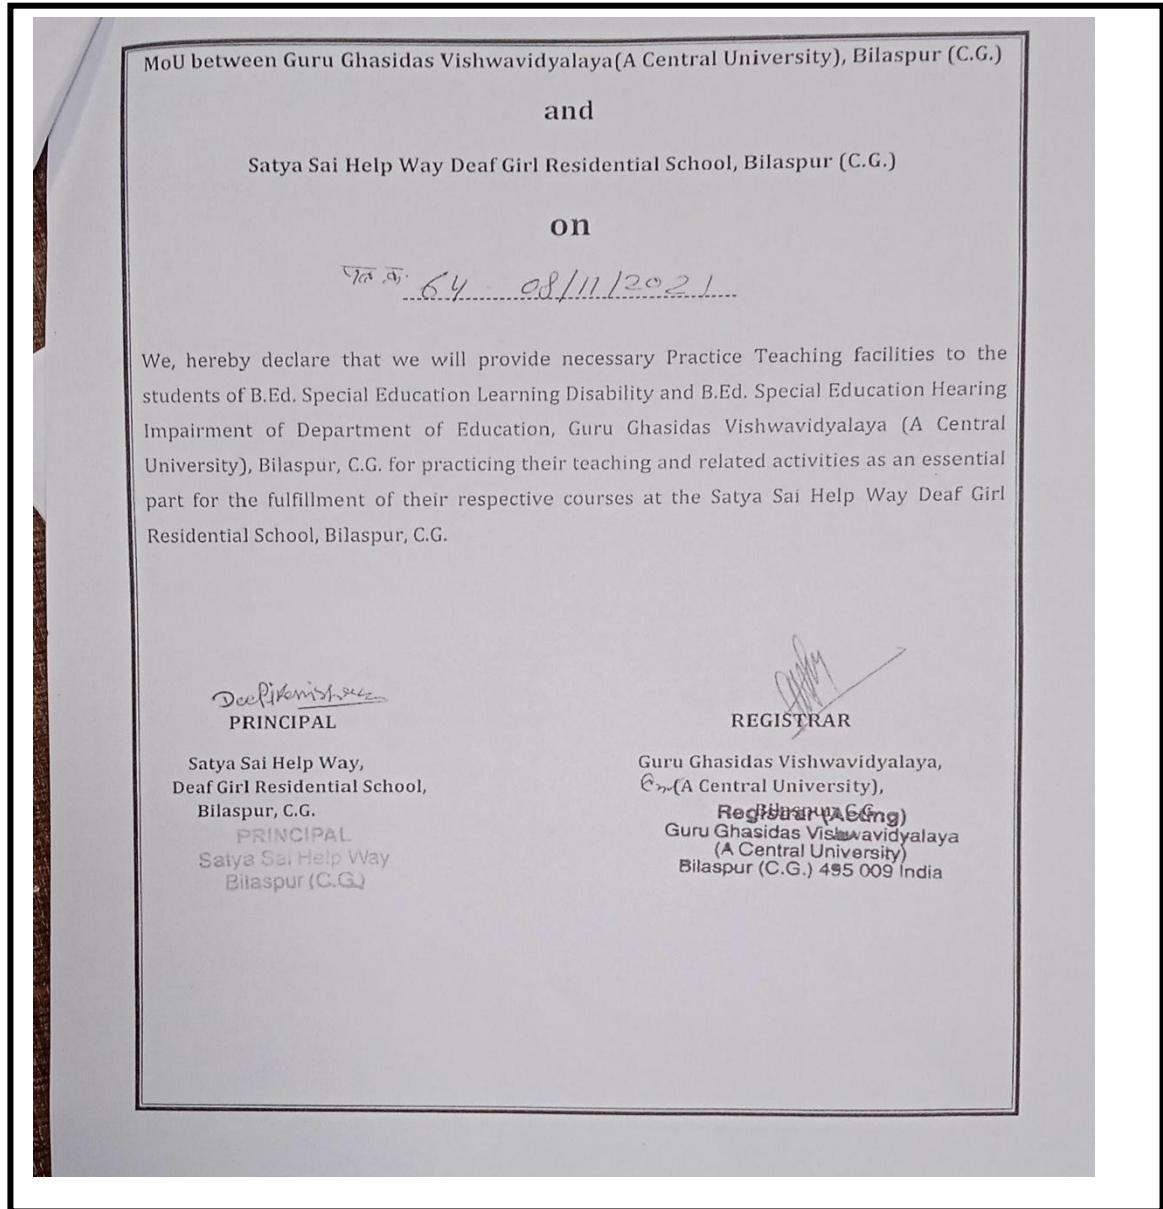 MoU between Guru Ghasidas Vishwavidyalaya(A Central University), Bilaspur (C.G.)
and
Satya Sai Help Way Deaf Girl Residential School, Bilaspur (C.G.)
on
64 08/11/2021
We, hereby declare that we will provide necessary Practice Teaching facilities to the
students of B.Ed. Special Education Learning Disability and B.Ed. Special Education Hearing
Impairment of Department of Education, Guru Ghasidas Vishwavidyalaya (A Central
University), Bilaspur, C.G. for practicing their teaching and related activities as an essential
part for the fulfillment of their respective courses at the Satya Sai Help Way Deaf Girl
Residential School, Bilaspur, C.G.
PRINCIPAL
Satya Sai Help Way,
Deaf Girl Residential School,
Bilaspur, C.G.
PRINCIPAL
Satya Sai Help Way
Bilaspur (C.G.)
REGISTRAR
Guru Ghasidas Vishwavidyalaya,
(A Central University),
Registrar (Acting)
Guru Ghasidas Vishwavidyalaya
(A Central University)
Bilaspur (C.G.) 495 009 India